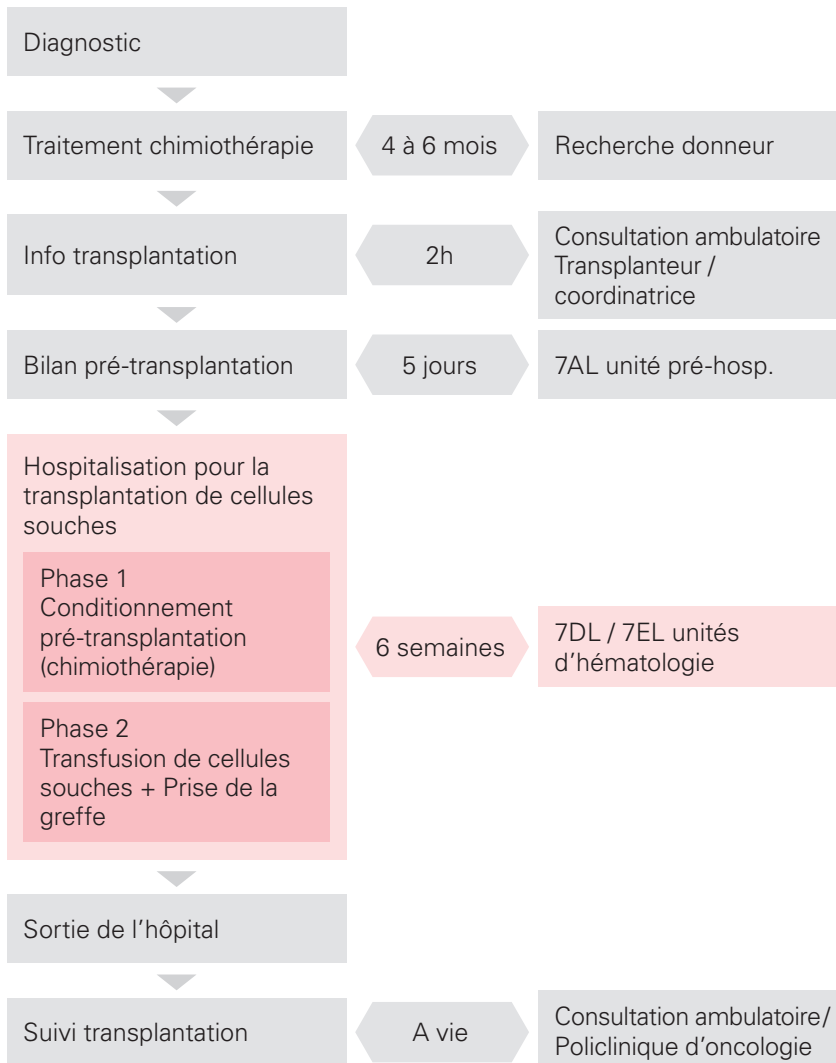 Diagnostic
Traitement chimiothérapie
4 à 6 mois
Recherche donneur
Info transplantation
2h
Consultation ambulatoire
Transplanteur /
coordinatrice
Bilan pré-transplantation
5 jours
7AL unité pré-hosp.
Hospitalisation pour la
transplantation de cellules
souches
Phase 1
Conditionnement
pré-transplantation
(chimiothérapie)
Phase 2
Transfusion de cellules
souches + Prise de la
greffe
6 semaines
7DL / 7EL unités
d'hématologie
Sortie de l'hôpital
Suivi transplantation
A vie
Consultation ambulatoire/
Policlinique d'oncologie